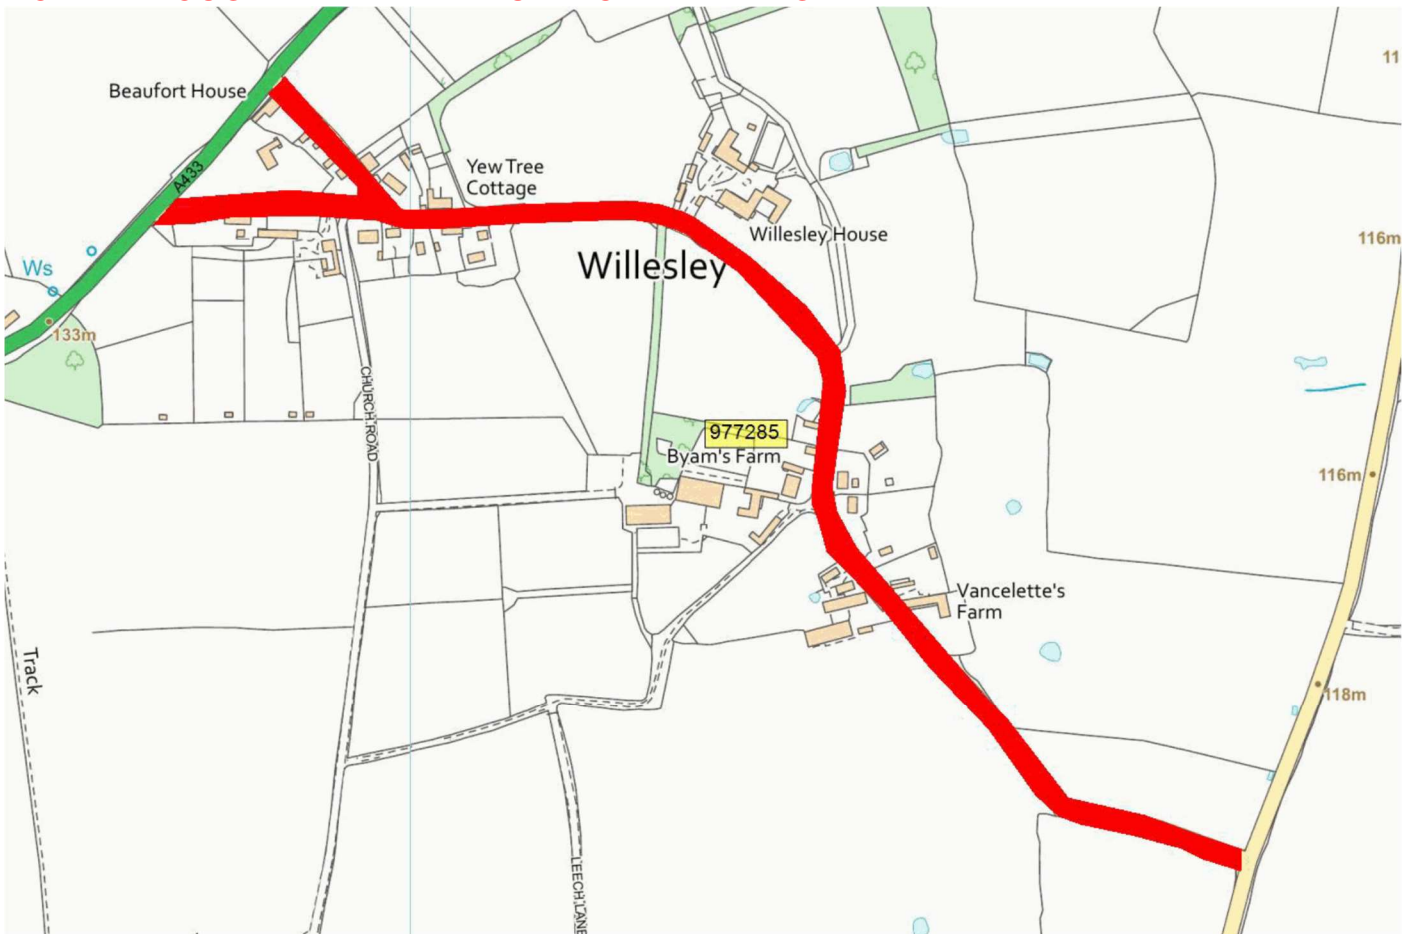 11
Beaufort House
A433
Yew Tree
Cottage
Willesley House
116m
Willesley
Ws
133m
CHURCH ROAD
977285
Byam's Farm
116m
Vancelette's
Farm
Track
118m
LEECH LANE